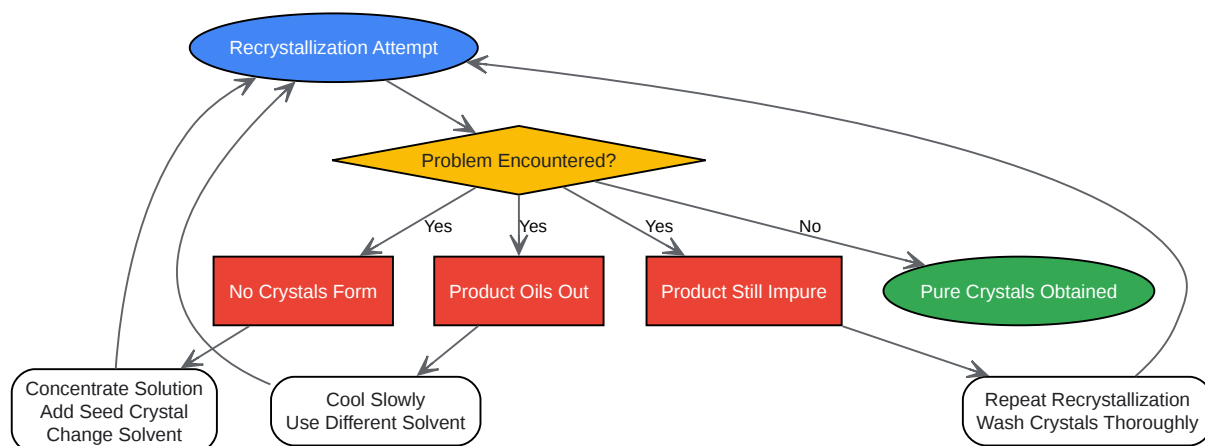 Recrystallization Attempt
Problem Encountered?
Yes
Yes
Yes
No
No Crystals Form
Product Oils Out
Product Still Impure
Pure Crystals Obtained
Concentrate Solution
Add Seed Crystal
Change Solvent
Cool Slowly
Use Different Solvent
Repeat Recrystallization
Wash Crystals Thoroughly